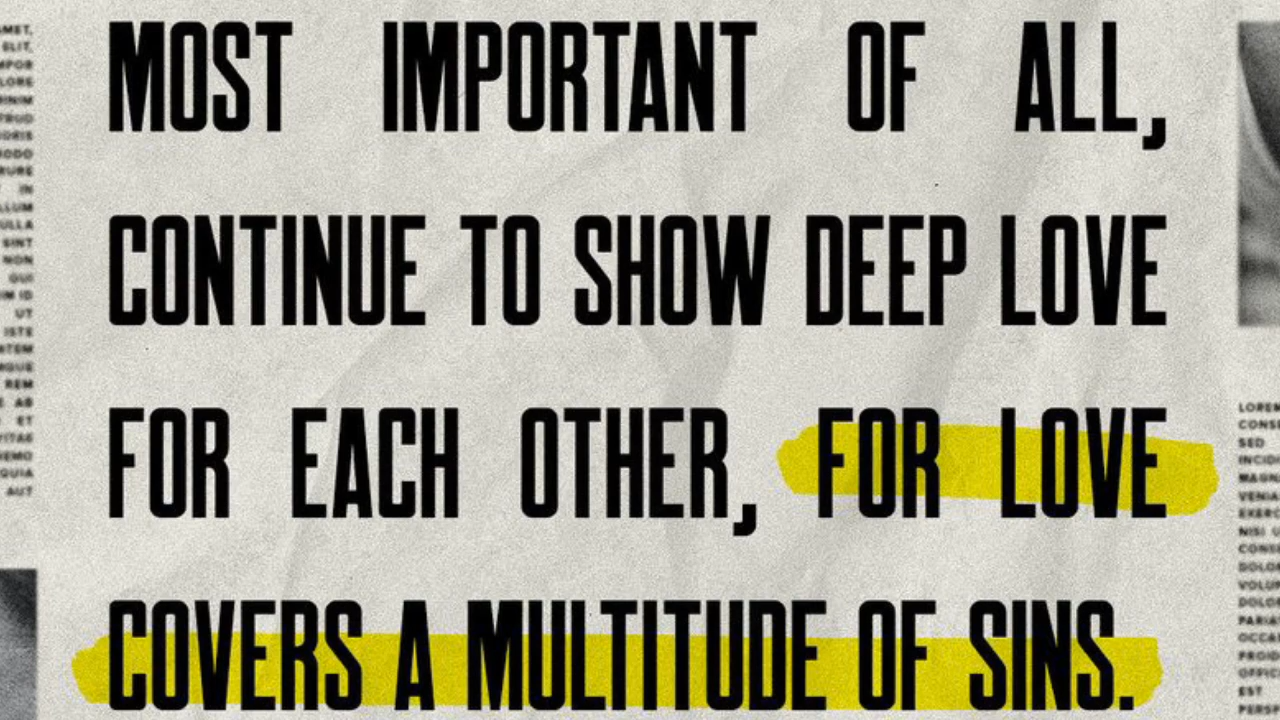 MOST IMPORTANT OF ALL,
CONTINUE TO SHOW DEEP LOVE
FOR EACH OTHER, FOR LOVE
COVERS A MULTITUDE OF SINS.